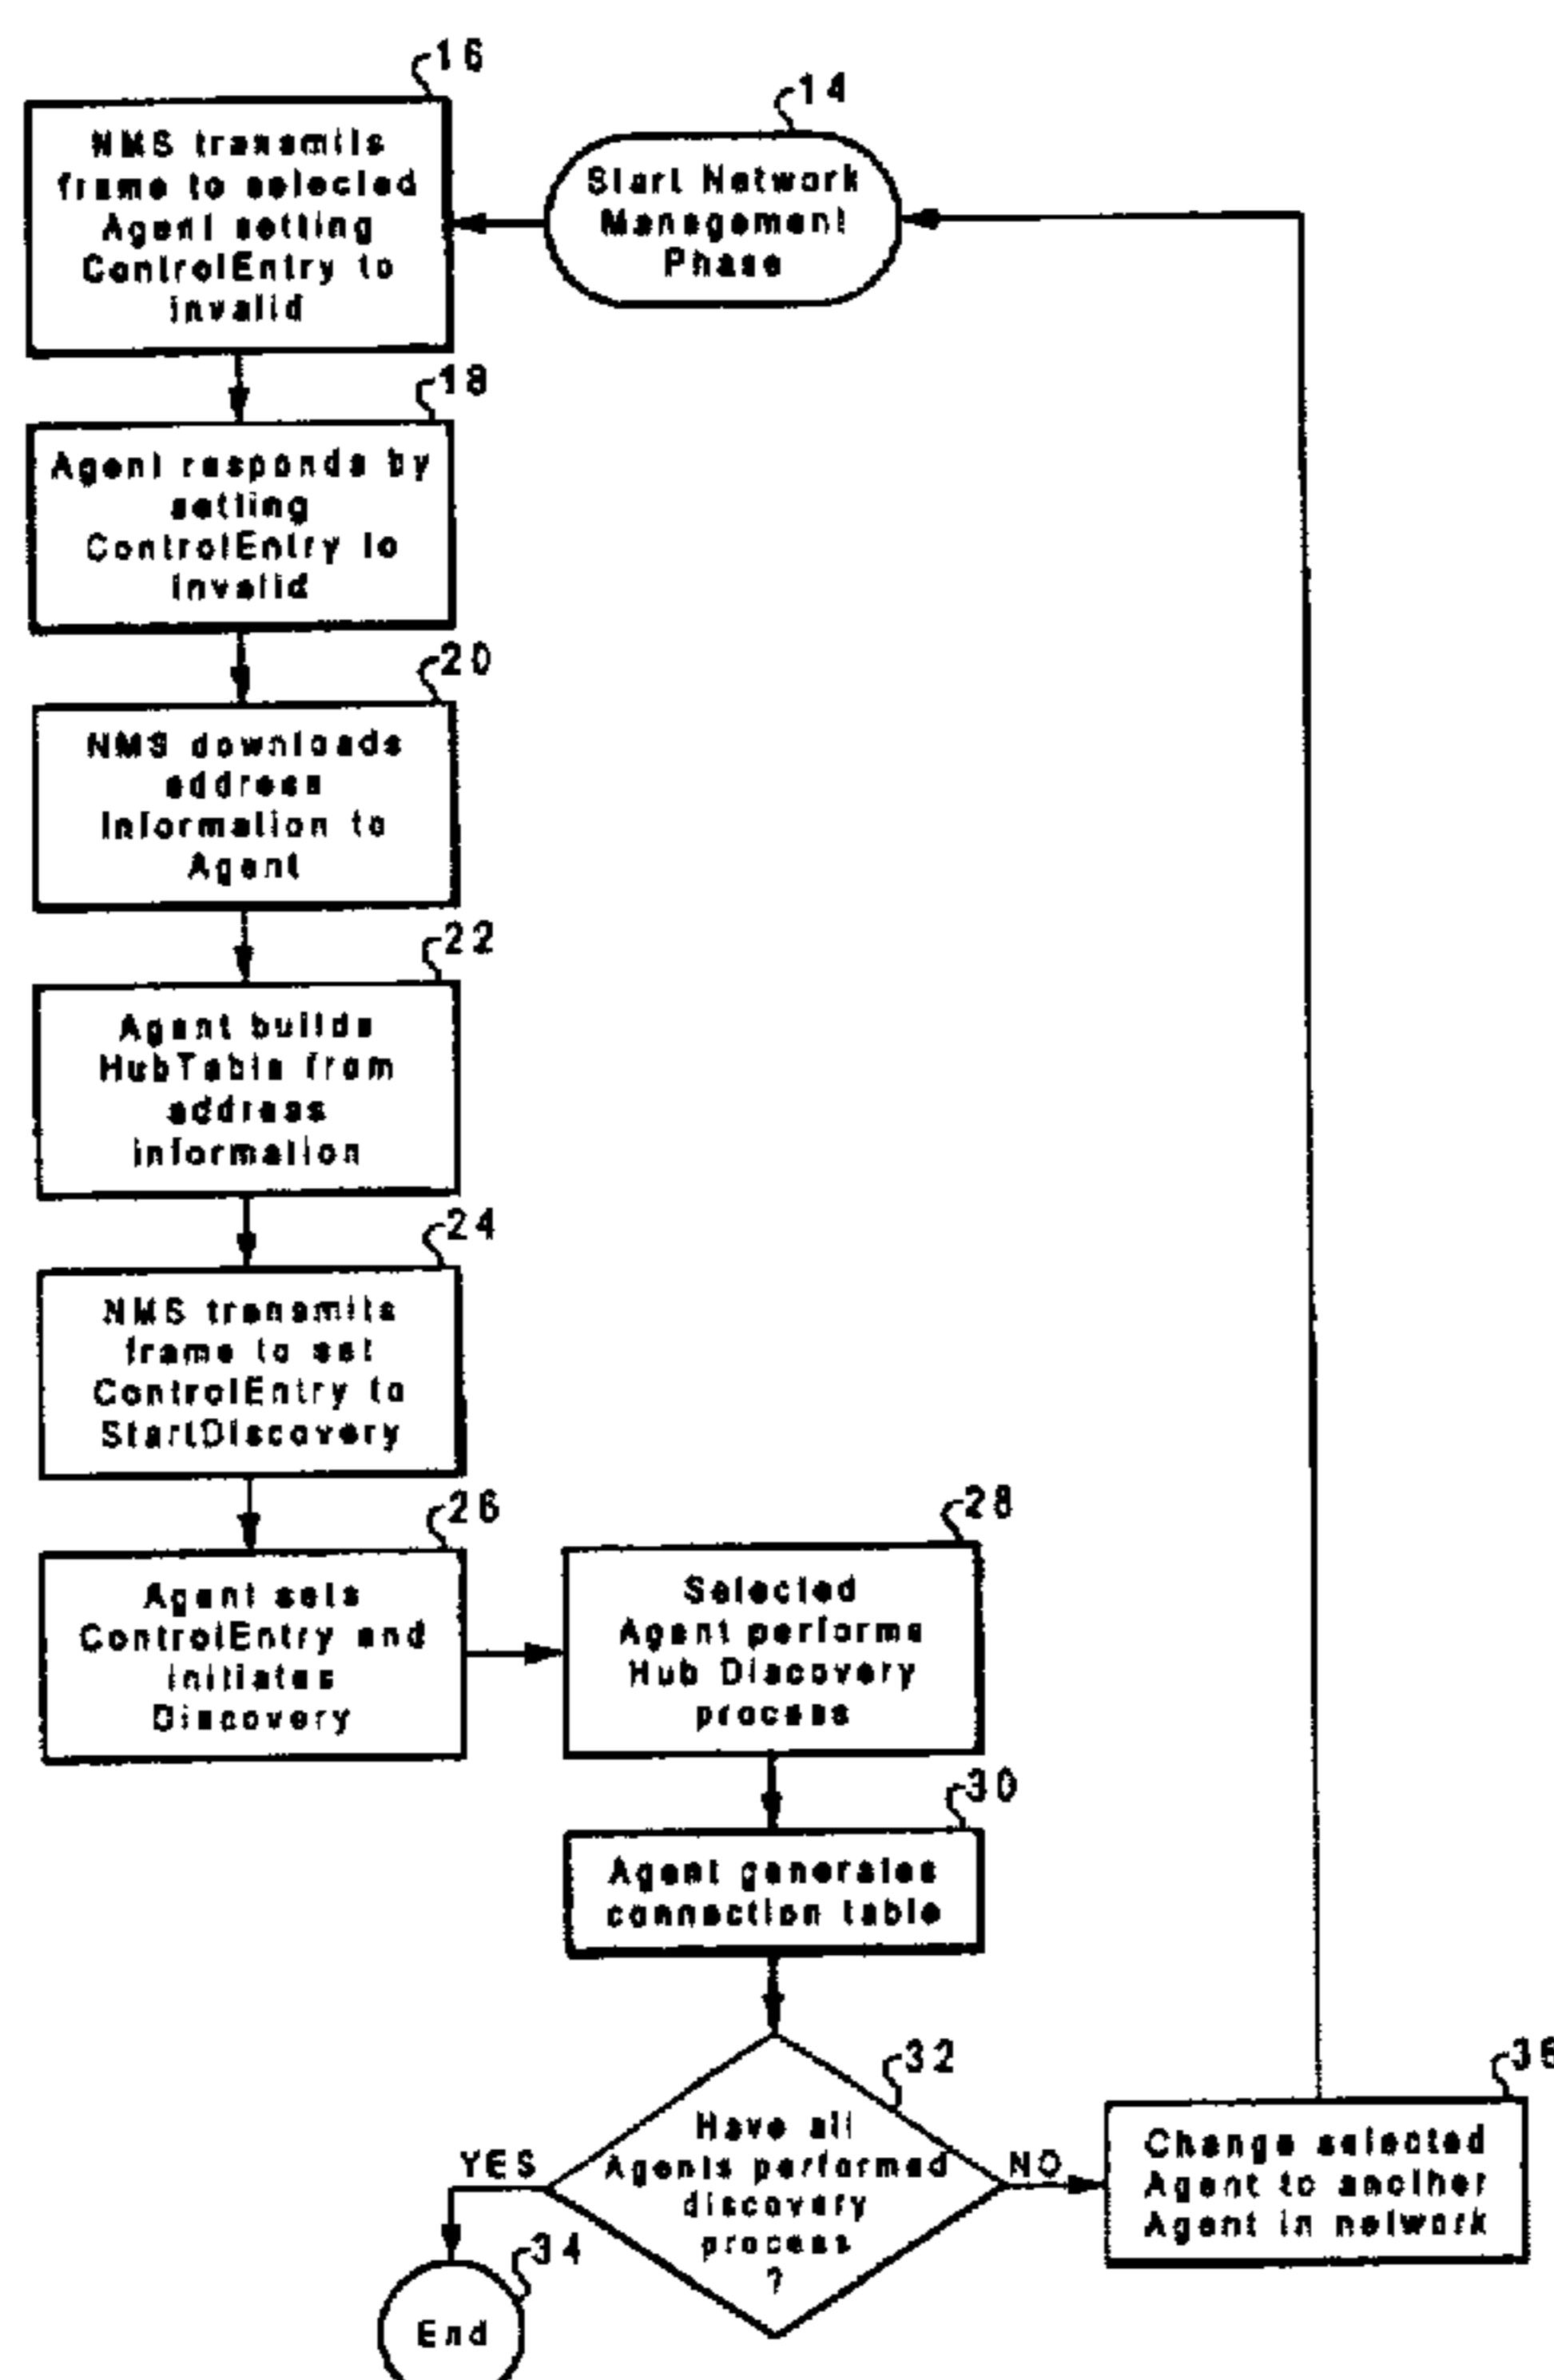 16
NMS transmits
frame to selected
Agent setting
ControlEntry to
invalid
14
Start Network
Management
Phase
18
Agent responds by
setting
ControlEntry to
invalid
20
NMS downloads
address
information to
Agent
22
Agent builds
HubTable from
address
information
24
NMS transmits
frame to set
ControlEntry to
StartDiscovery
26
Agent sets
ControlEntry and
initiates
Discovery
28
Selected
Agent performs
Hub Discovery
process
30
Agent generates
connection table
32
Have all
Agents performed
discovery
process
?
YES
NO
34
End
36
Change selected
Agent to another
Agent in network